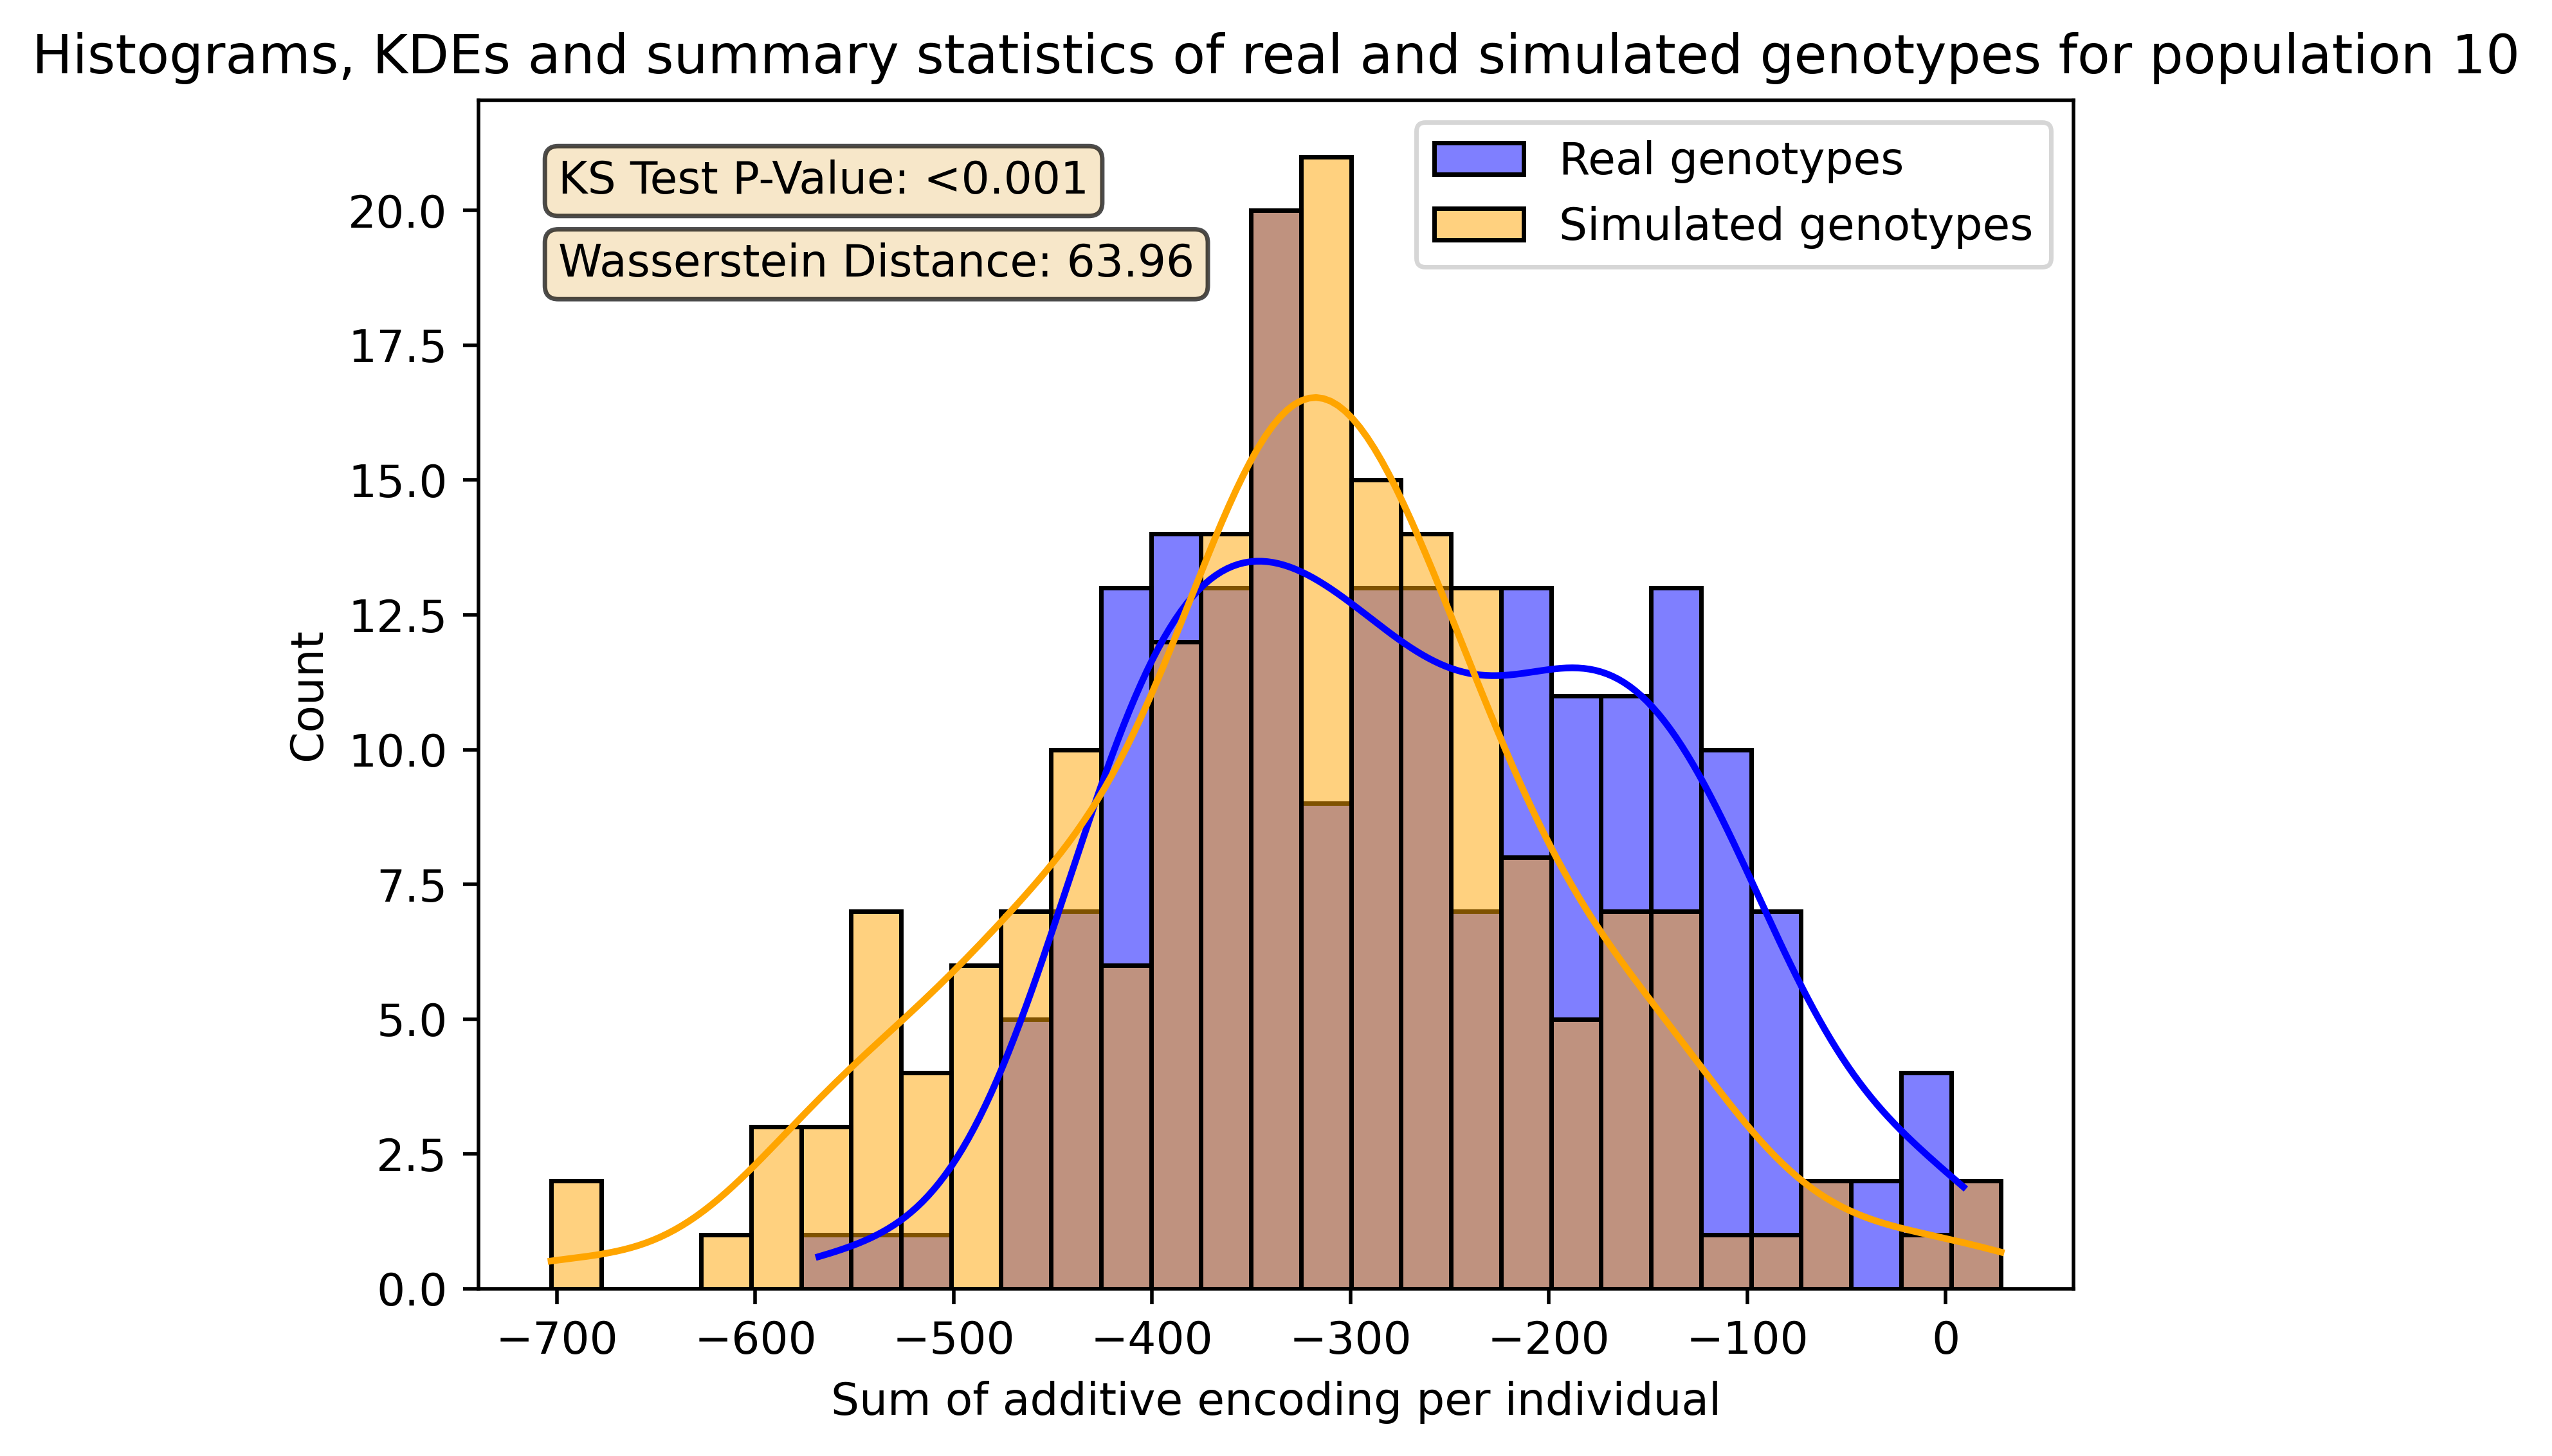 Histograms, KDEs and summary statistics of real and simulated genotypes for population 10
KS Test P-Value: <0.001
Wasserstein Distance: 63.96
Real genotypes
Simulated genotypes
20.0
17.5
15.0
12.5
10.0
7.5
5.0
2.5
0.0
Count
−700 −600 −500 −400 −300 −200 −100 0
Sum of additive encoding per individual